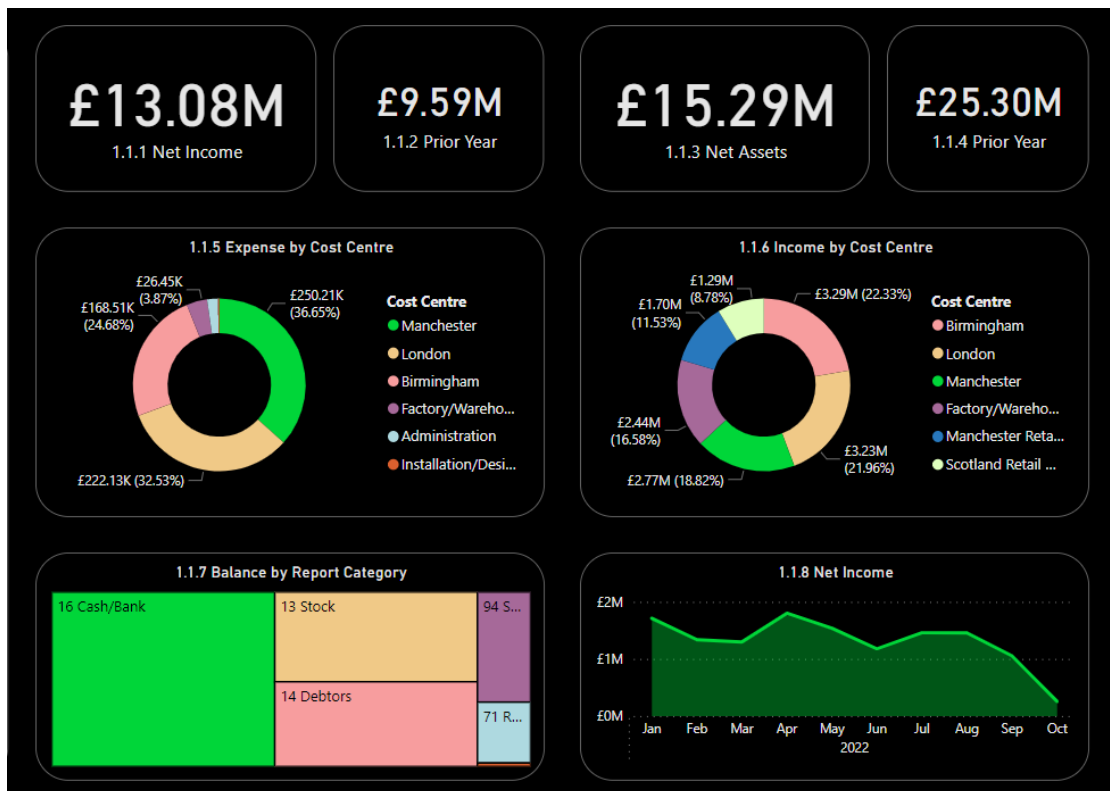 £13.08M
1.1.1 Net Income
£9.59M
1.1.2 Prior Year
£15.29M
1.1.3 Net Assets
£25.30M
1.1.4 Prior Year
1.1.5 Expense by Cost Centre
£26.45K
(3.87%)
£168.51K
(24.68%)
£250.21K
(36.65%)
£222.13K (32.53%)
Cost Centre
Manchester
London
Birmingham
Factory/Wareho...
Administration
Installation/Desi...
1.1.6 Income by Cost Centre
£1.29M
(8.78%)
£1.70M
(11.53%)
£3.29M (22.33%)
£2.44M
(16.58%)
£3.23M
(21.96%)
£2.77M (18.82%)
Cost Centre
Birmingham
London
Manchester
Factory/Wareho...
Manchester Reta...
Scotland Retail ...
1.1.7 Balance by Report Category
16 Cash/Bank
13 Stock
94 S...
14 Debtors
71 R...
1.1.8 Net Income
£2M
£1M
£0M
Jan Feb Mar Apr May Jun Jul Aug Sep Oct
2022